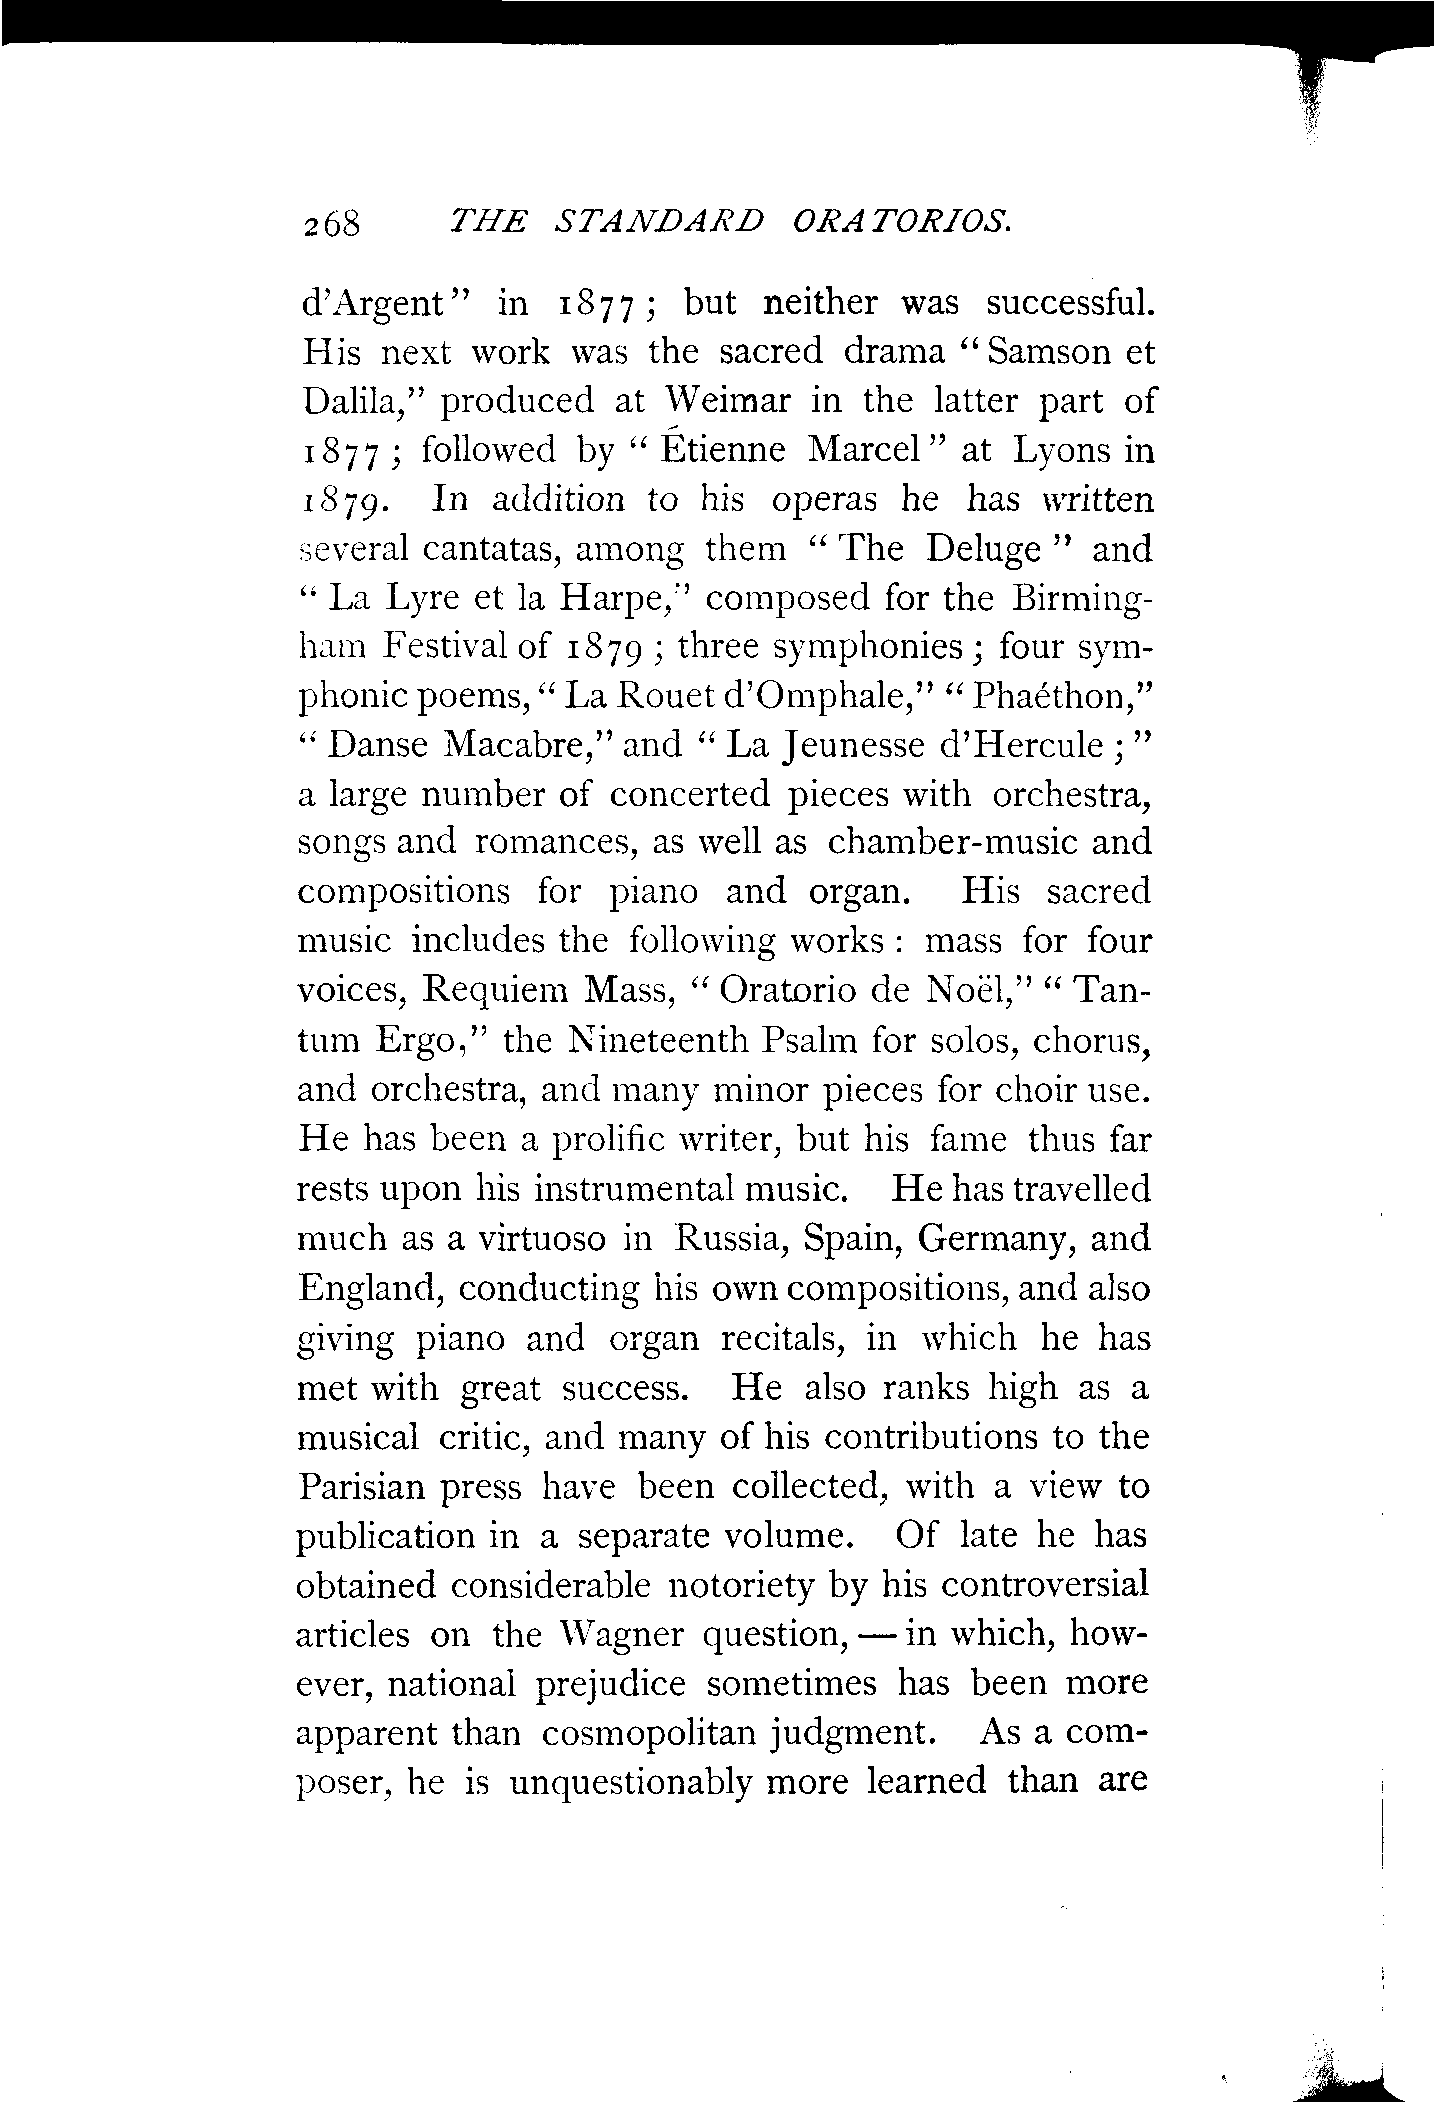 268 THE STANDARD ORATORIOS.
d'Argent" in 1877; but neither was successful.
His next work was the sacred drama "Samson et
Dalila," produced at Weimar in the latter part of
1877; followed by "Étienne Marcel" at Lyons in
1879. In addition to his operas he has written
several cantatas, among them "The Deluge" and
"La Lyre et la Harpe," composed for the Birming-
ham Festival of 1879; three symphonies; four sym-
phonic poems, "La Rouet d'Omphale," "Phaéthon,"
"Danse Macabre," and "La Jeunesse d'Hercule;"
a large number of concerted pieces with orchestra,
songs and romances, as well as chamber-music and
compositions for piano and organ. His sacred
music includes the following works: mass for four
voices, Requiem Mass, "Oratorio de Noël," "Tan-
tum Ergo," the Nineteenth Psalm for solos, chorus,
and orchestra, and many minor pieces for choir use.
He has been a prolific writer, but his fame thus far
rests upon his instrumental music. He has travelled
much as a virtuoso in Russia, Spain, Germany, and
England, conducting his own compositions, and also
giving piano and organ recitals, in which he has
met with great success. He also ranks high as a
musical critic, and many of his contributions to the
Parisian press have been collected, with a view to
publication in a separate volume. Of late he has
obtained considerable notoriety by his controversial
articles on the Wagner question, — in which, how-
ever, national prejudice sometimes has been more
apparent than cosmopolitan judgment. As a com-
poser, he is unquestionably more learned than are